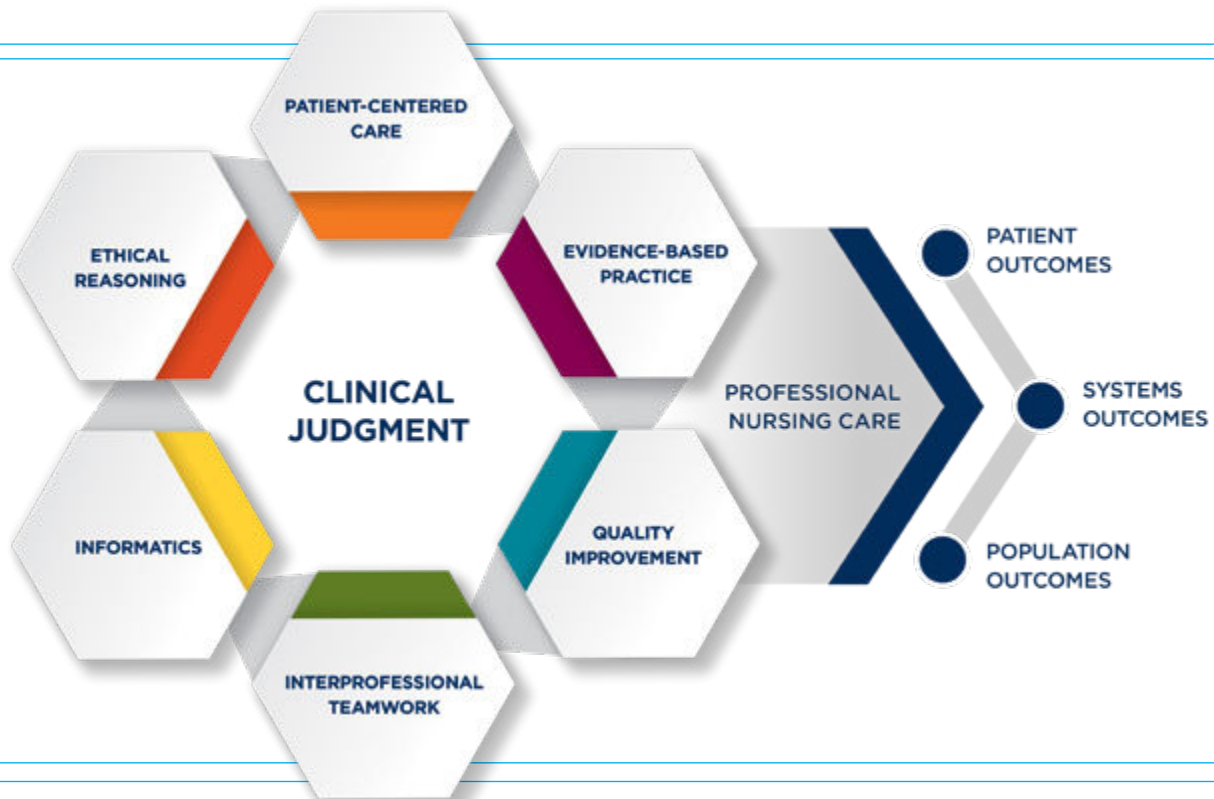 PATIENT-CENTERED
CARE
EVIDENCE-BASED
PRACTICE
QUALITY
IMPROVEMENT
INTERPROFESSIONAL
TEAMWORK
INFORMATICS
ETHICAL
REASONING
CLINICAL
JUDGMENT
PROFESSIONAL
NURSING CARE
PATIENT
OUTCOMES
SYSTEMS
OUTCOMES
POPULATION
OUTCOMES